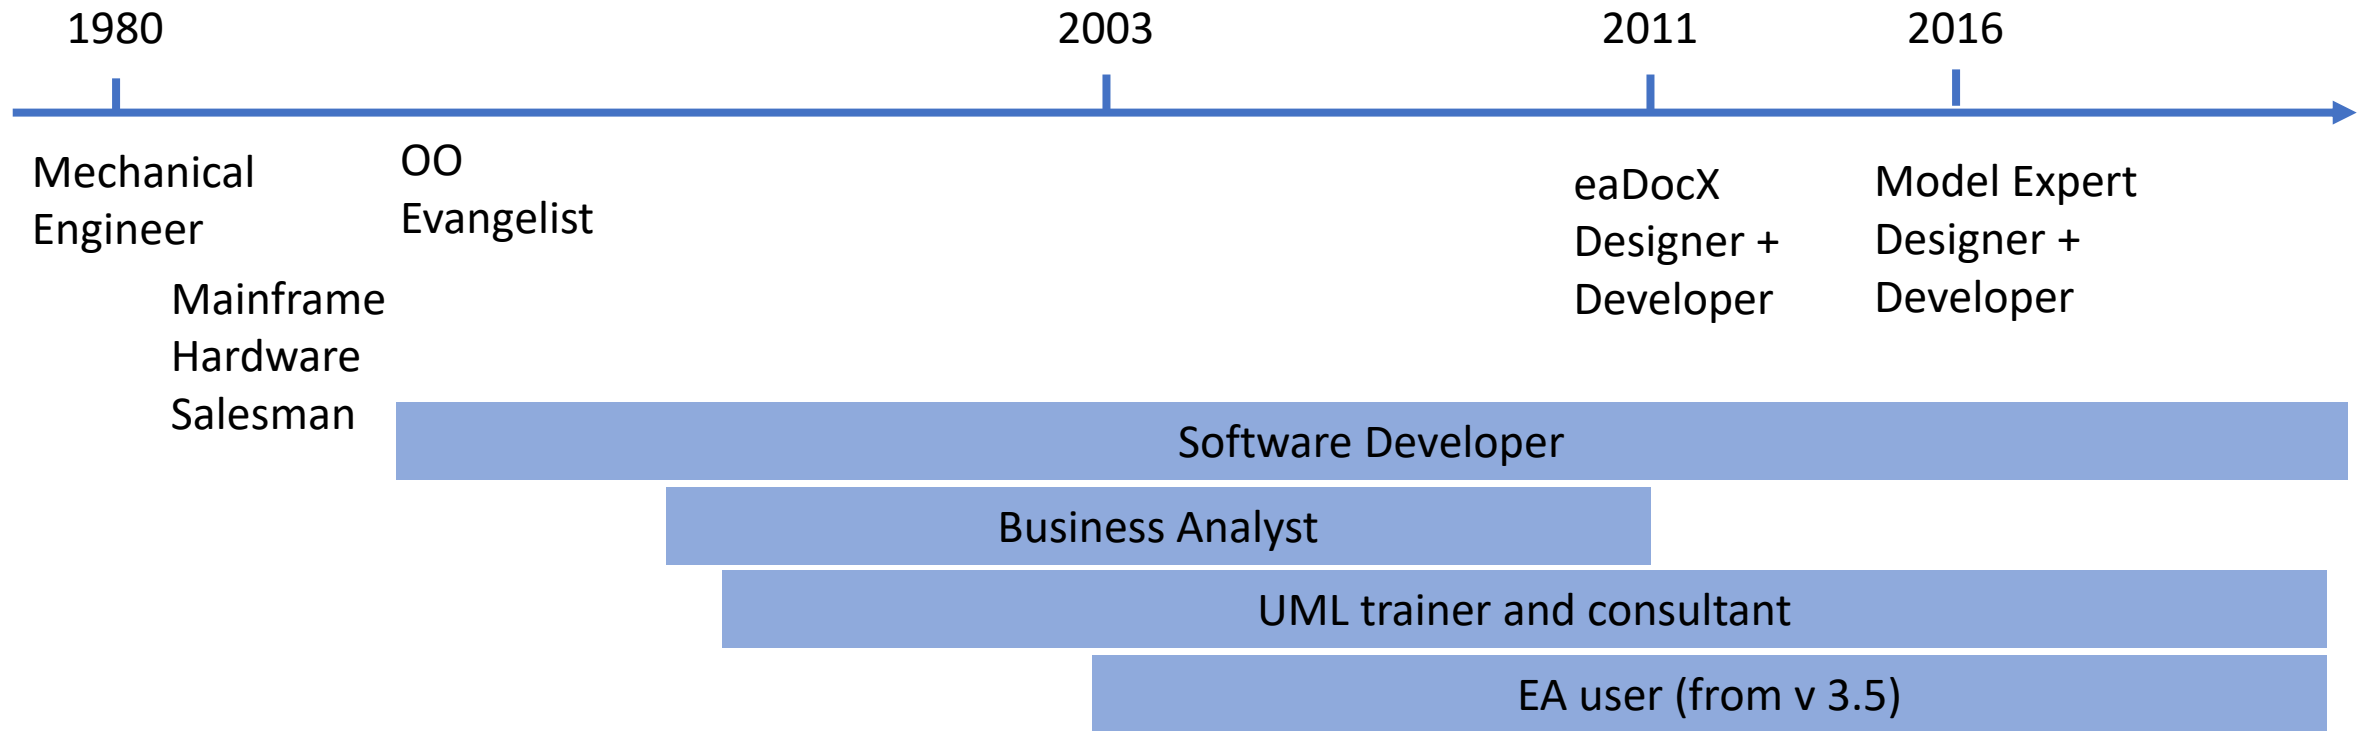 1980
2003
2011
2016
Mechanical
Engineer
OO
Evangelist
Mainframe
Hardware
Salesman
eaDocX
Designer +
Developer
Model Expert
Designer +
Developer
Software Developer
Business Analyst
UML trainer and consultant
EA user (from v 3.5)